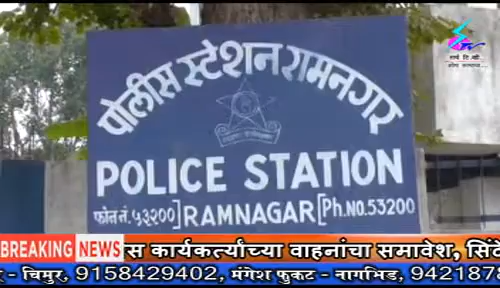 पोलीस स्टेशन रामनगर
POLICE STATION
फोन नं. ५३२००] RAMNAGAR [Ph.NO.53200
BREAKING NEWS
स कार्यकर्त्यांच्या वाहनांचा समावेश, सिंदे
र - चिमुर, 9158429402, मंगेश फुकट - नागभिड, 9421878